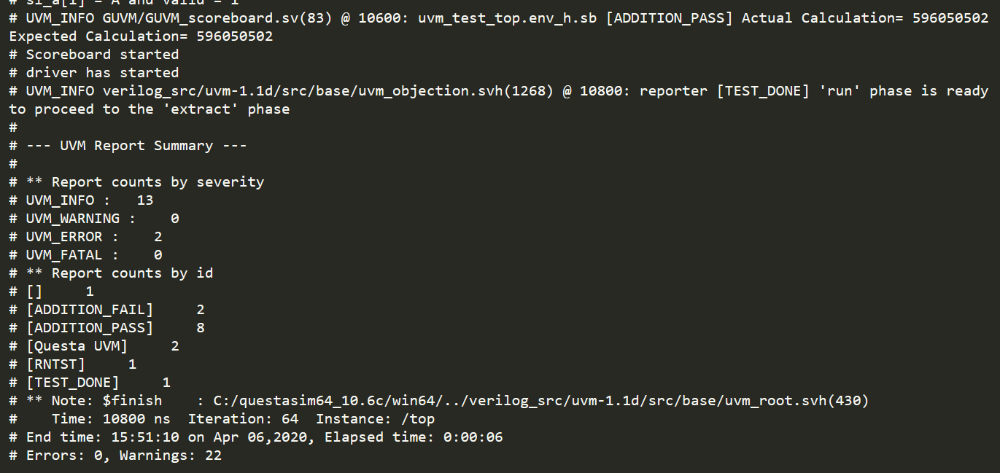 # si_a[i] = A and valid = 1
# UVM_INFO GUVM/GUVM_scoreboard.sv(83) @ 10600: uvm_test_top.env_h.sb [ADDITION_PASS] Actual Calculation= 596050502
Expected Calculation= 596050502
# Scoreboard started
# driver has started
# UVM_INFO verilog_src/uvm-1.1d/src/base/uvm_objection.svh(1268) @ 10800: reporter [TEST_DONE] 'run' phase is ready
to proceed to the 'extract' phase
#
# --- UVM Report Summary ---
#
# ** Report counts by severity
# UVM_INFO :   13
# UVM_WARNING :    0
# UVM_ERROR :    2
# UVM_FATAL :    0
# ** Report counts by id
# []     1
# [ADDITION_FAIL]     2
# [ADDITION_PASS]     8
# [Questa UVM]     2
# [RNTST]     1
# [TEST_DONE]     1
# ** Note: $finish    : C:/questasim64_10.6c/win64/../verilog_src/uvm-1.1d/src/base/uvm_root.svh(430)
#    Time: 10800 ns  Iteration: 64  Instance: /top
# End time: 15:51:10 on Apr 06,2020, Elapsed time: 0:00:06
# Errors: 0, Warnings: 22